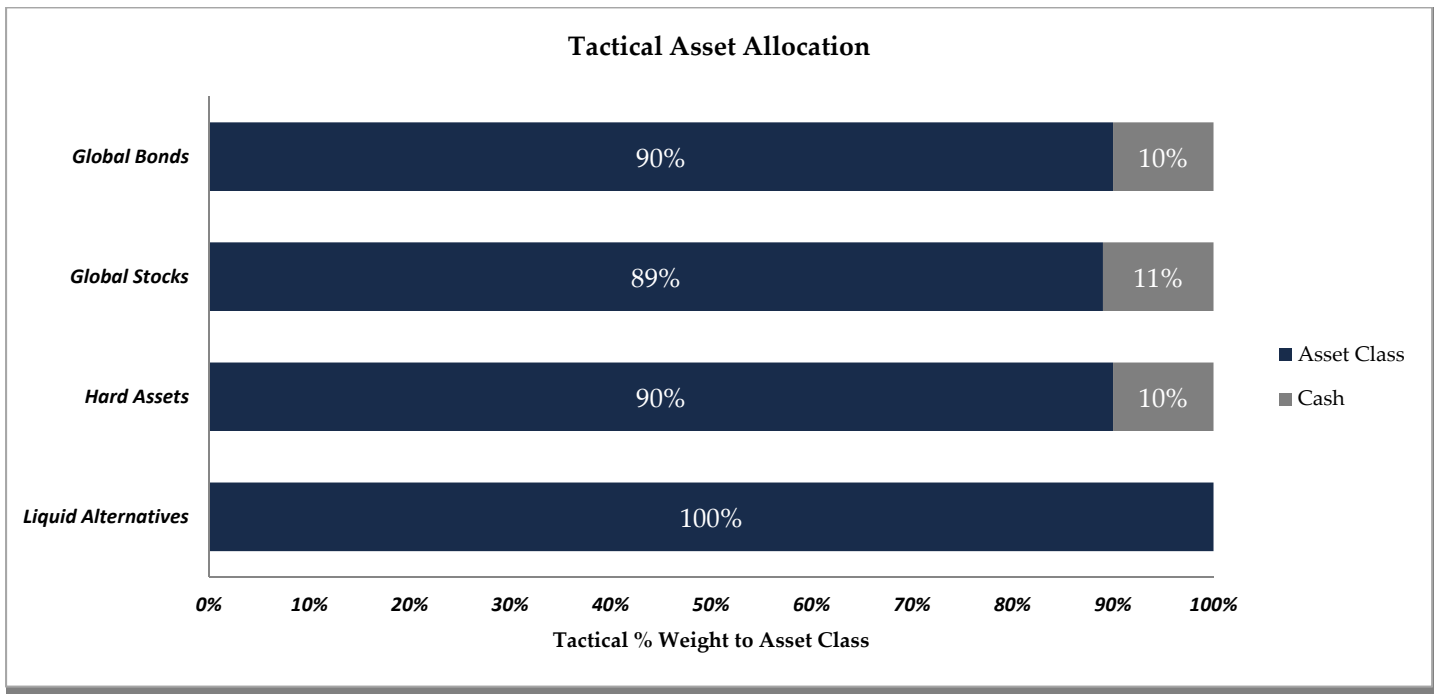 Tactical Asset Allocation
Global Bonds
90%
10%
Global Stocks
89%
11%
Hard Assets
90%
10%
Liquid Alternatives
100%
Asset Class
Cash
0% 10% 20% 30% 40% 50% 60% 70% 80% 90% 100%
Tactical % Weight to Asset Class